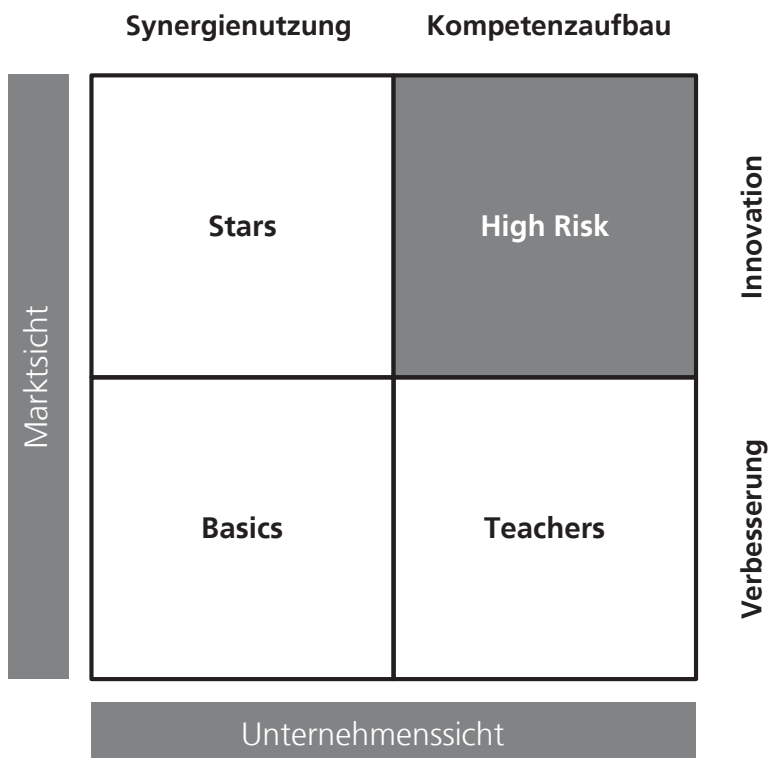 Synergienutzung Kompetenzaufbau
Marktsicht
Stars
High Risk
Innovation
Basics
Teachers
Verbesserung
Unternehmenssicht